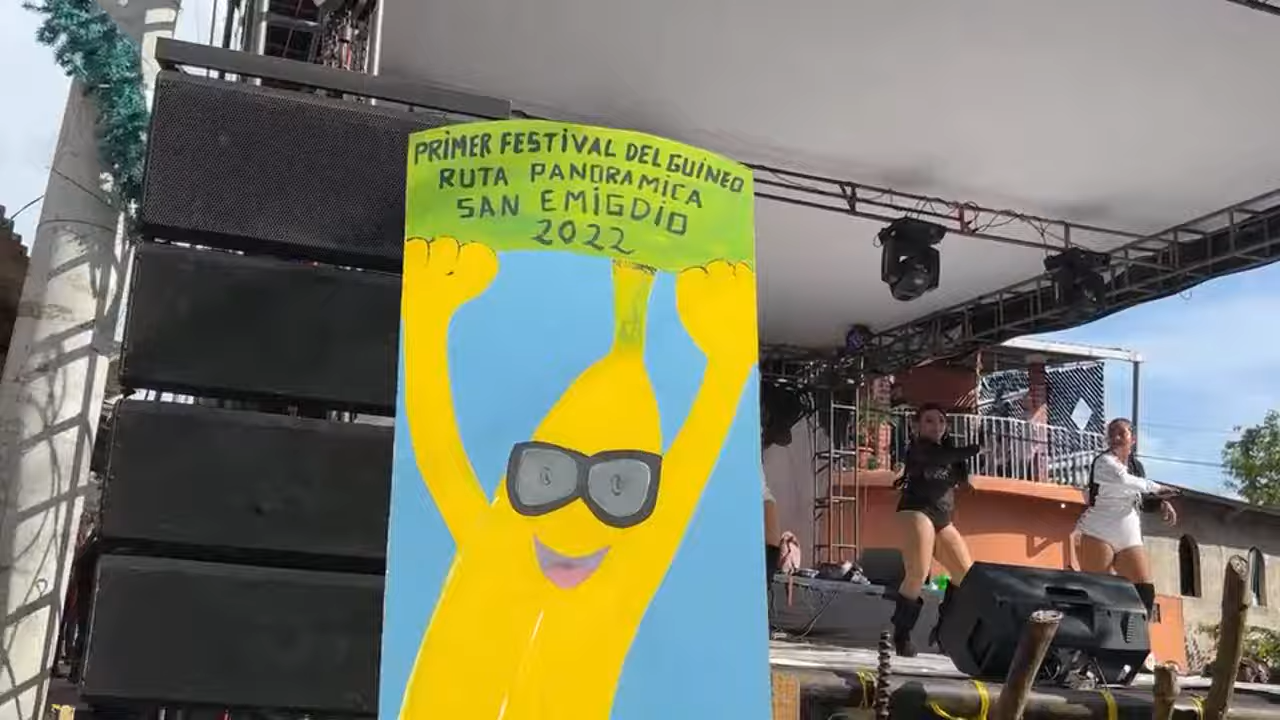 PRIMER FESTIVAL DEL GUINEO
RUTA PANORAMICA
SAN EMIGDIO
2022